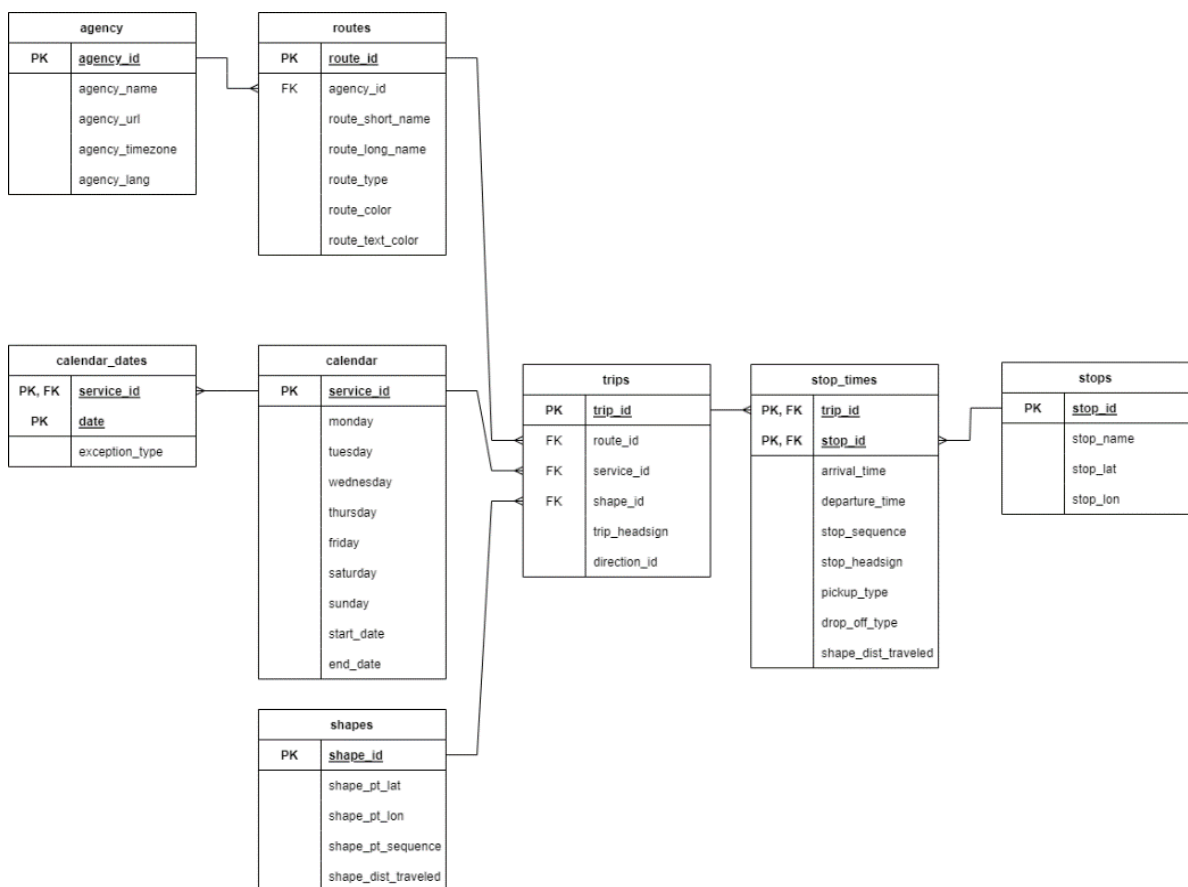 agency
PK agency_id
agency_name
agency_url
agency_timezone
agency_lang
routes
PK route_id
FK agency_id
route_short_name
route_long_name
route_type
route_color
route_text_color
calendar_dates
PK, FK service_id
PK date
exception_type
calendar
PK service_id
monday
tuesday
wednesday
thursday
friday
saturday
sunday
start_date
end_date
shapes
PK shape_id
shape_pt_lat
shape_pt_lon
shape_pt_sequence
shape_dist_traveled
trips
PK trip_id
FK route_id
FK service_id
FK shape_id
trip_headsign
direction_id
stop_times
PK, FK trip_id
PK, FK stop_id
arrival_time
departure_time
stop_sequence
stop_headsign
pickup_type
drop_off_type
shape_dist_traveled
stops
PK stop_id
stop_name
stop_lat
stop_lon